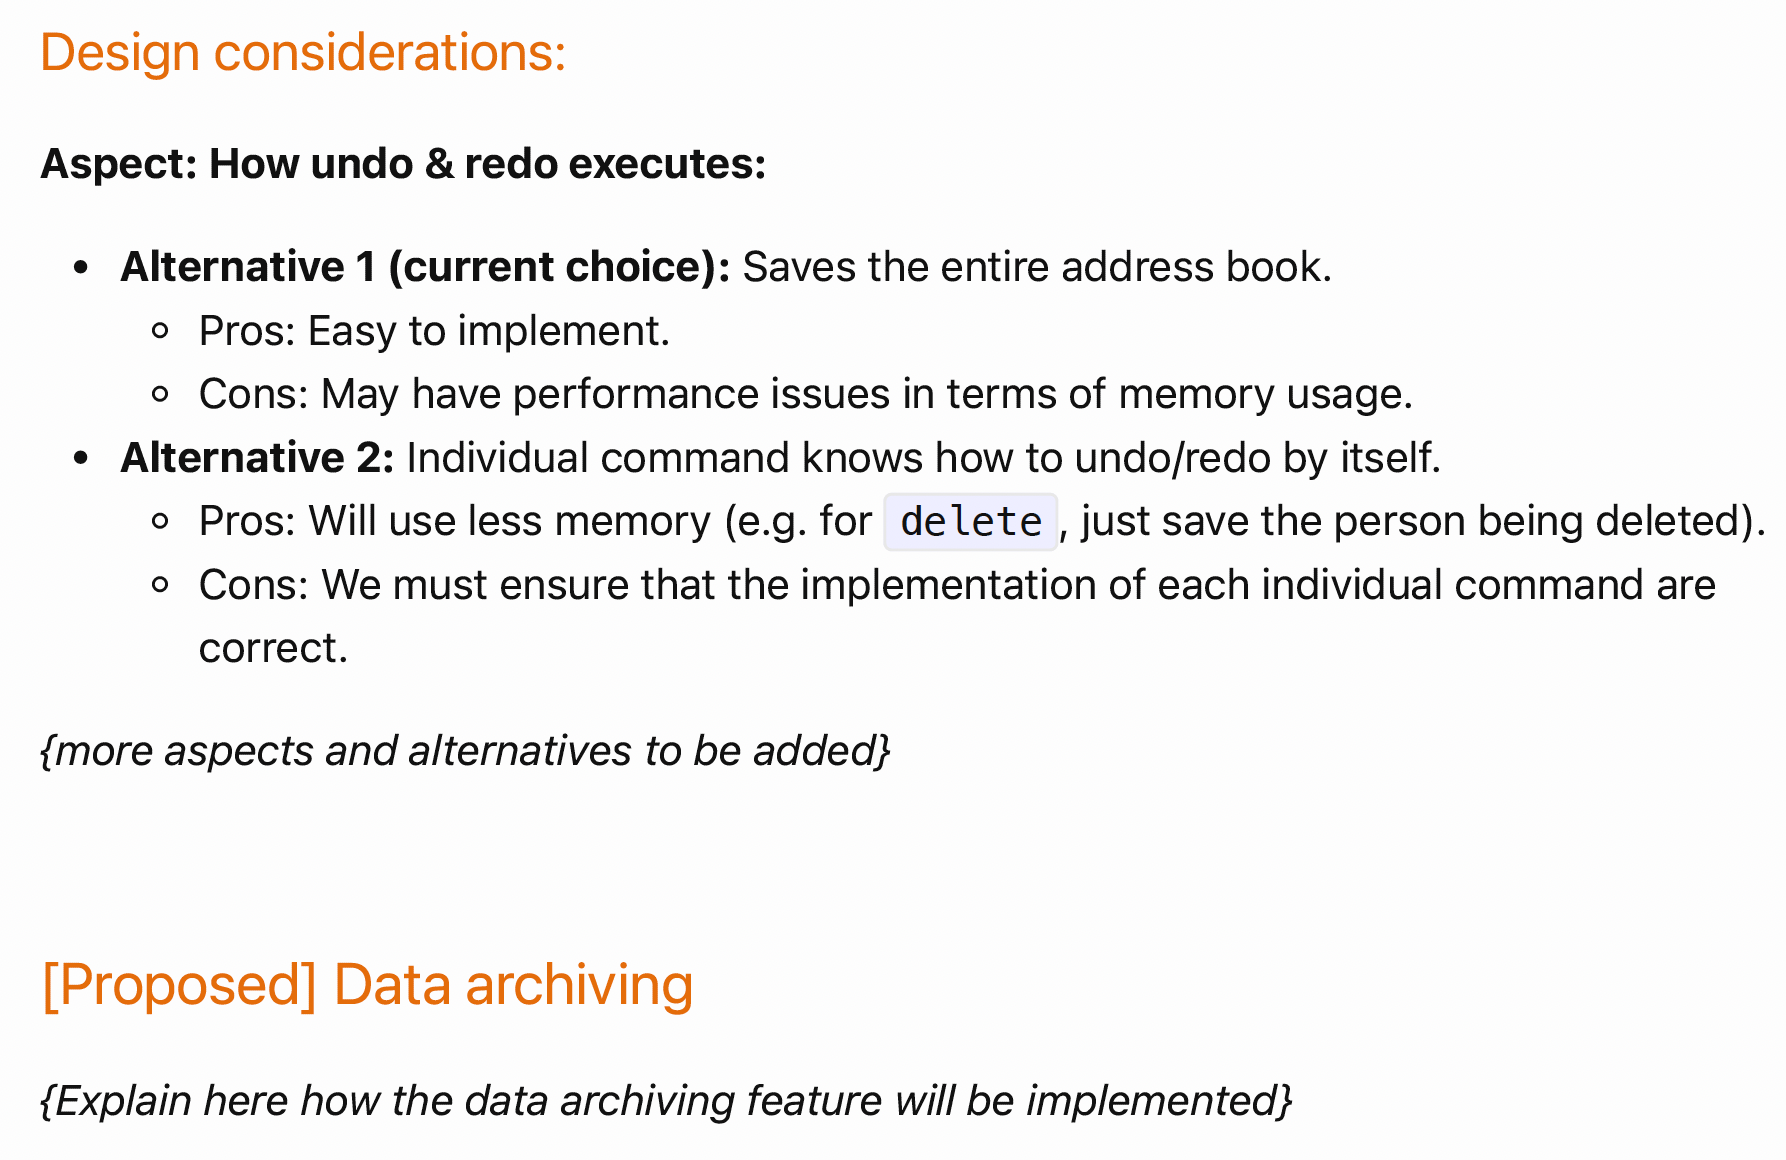 Design considerations:
Aspect: How undo & redo executes:
• Alternative 1 (current choice): Saves the entire address book.
◦ Pros: Easy to implement.
◦ Cons: May have performance issues in terms of memory usage.
• Alternative 2: Individual command knows how to undo/redo by itself.
◦ Pros: Will use less memory (e.g. for delete, just save the person being deleted).
◦ Cons: We must ensure that the implementation of each individual command are
correct.
{more aspects and alternatives to be added}
[Proposed] Data archiving
{Explain here how the data archiving feature will be implemented}